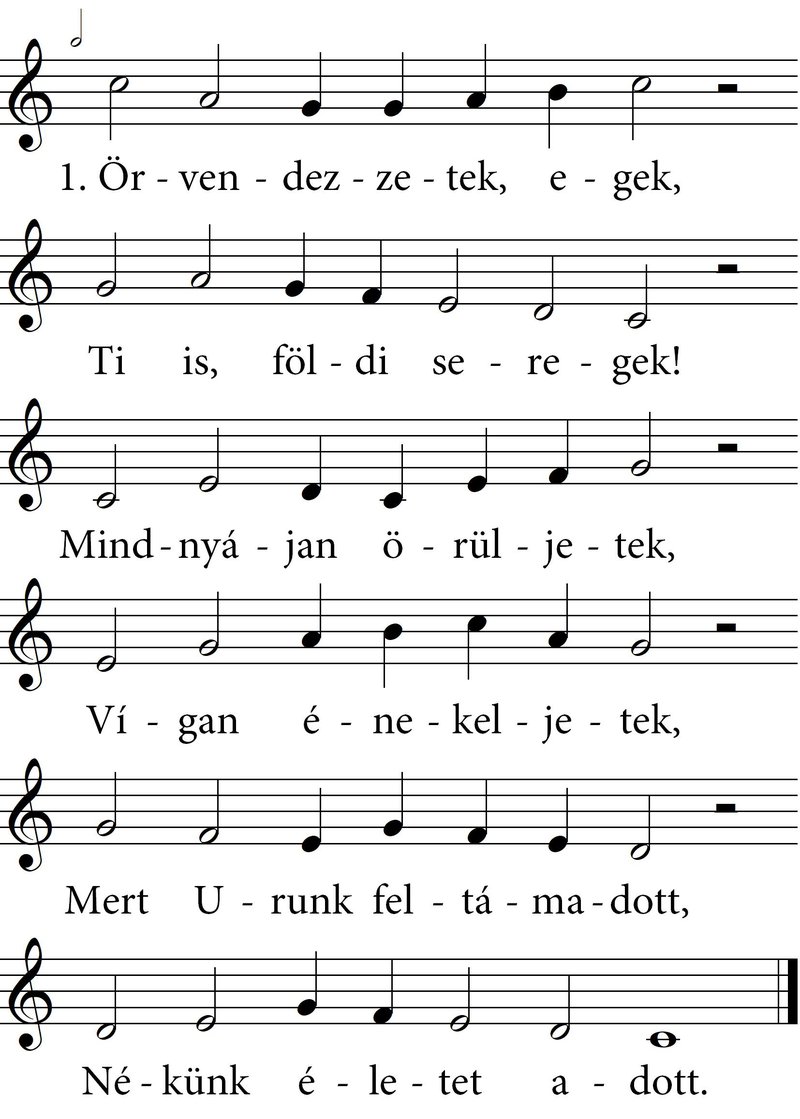 1. Ör - ven - dez - ze - tek, e - gek,
Ti is, föl - di se - re - gek!
Mind - nyá - jan ö - rül - je - tek,
Ví - gan é - ne - kel - je - tek,
Mert U - runk fel - tá - ma - dott,
Né - künk é - le - tet a - dott.